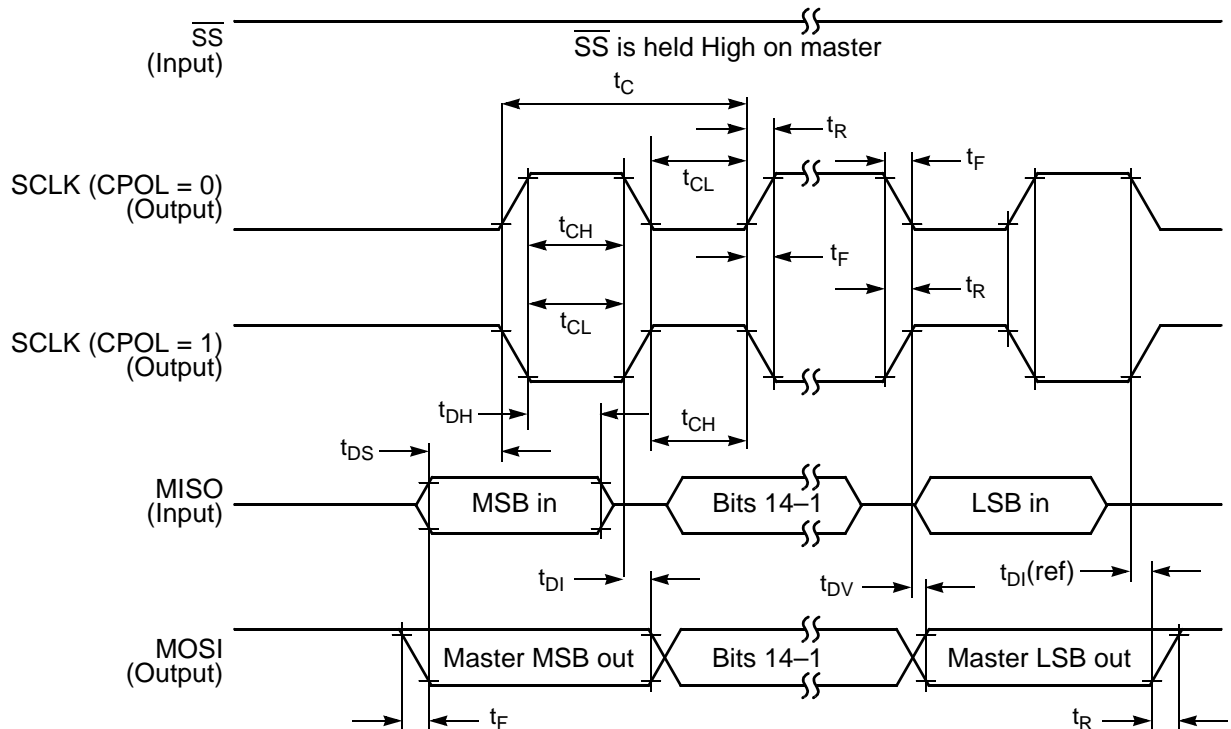 SS
(Input)
SS is held High on master
tC
tR
tF
SCLK (CPOL = 0)
(Output)
tCL
tCH
tF
tR
tCL
SCLK (CPOL = 1)
(Output)
tDH
tCH
tDS
MISO
(Input)
MSB in
Bits 14–1
LSB in
tDI
tDV
tDI(ref)
MOSI
(Output)
Master MSB out
Bits 14–1
Master LSB out
tF
tR